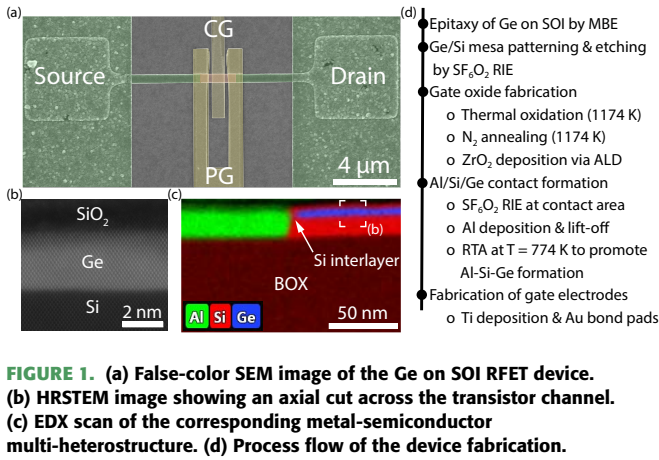 (a)
CG
Source
Drain
PG
4 μm
(b)
SiO₂
Ge
Si
2 nm
(c)
(b)
Si interlayer
BOX
Al Si Ge
50 nm
(d)
Epitaxy of Ge on SOI by MBE
Ge/Si mesa patterning & etching
by SF₆O₂ RIE
Gate oxide fabrication
o Thermal oxidation (1174 K)
o N₂ annealing (1174 K)
o ZrO₂ deposition via ALD
Al/Si/Ge contact formation
o SF₆O₂ RIE at contact area
o Al deposition & lift-off
o RTA at T = 774 K to promote
Al-Si-Ge formation
Fabrication of gate electrodes
o Ti deposition & Au bond pads
FIGURE 1. (a) False-color SEM image of the Ge on SOI RFET device.
(b) HRSTEM image showing an axial cut across the transistor channel.
(c) EDX scan of the corresponding metal-semiconductor
multi-heterostructure. (d) Process flow of the device fabrication.